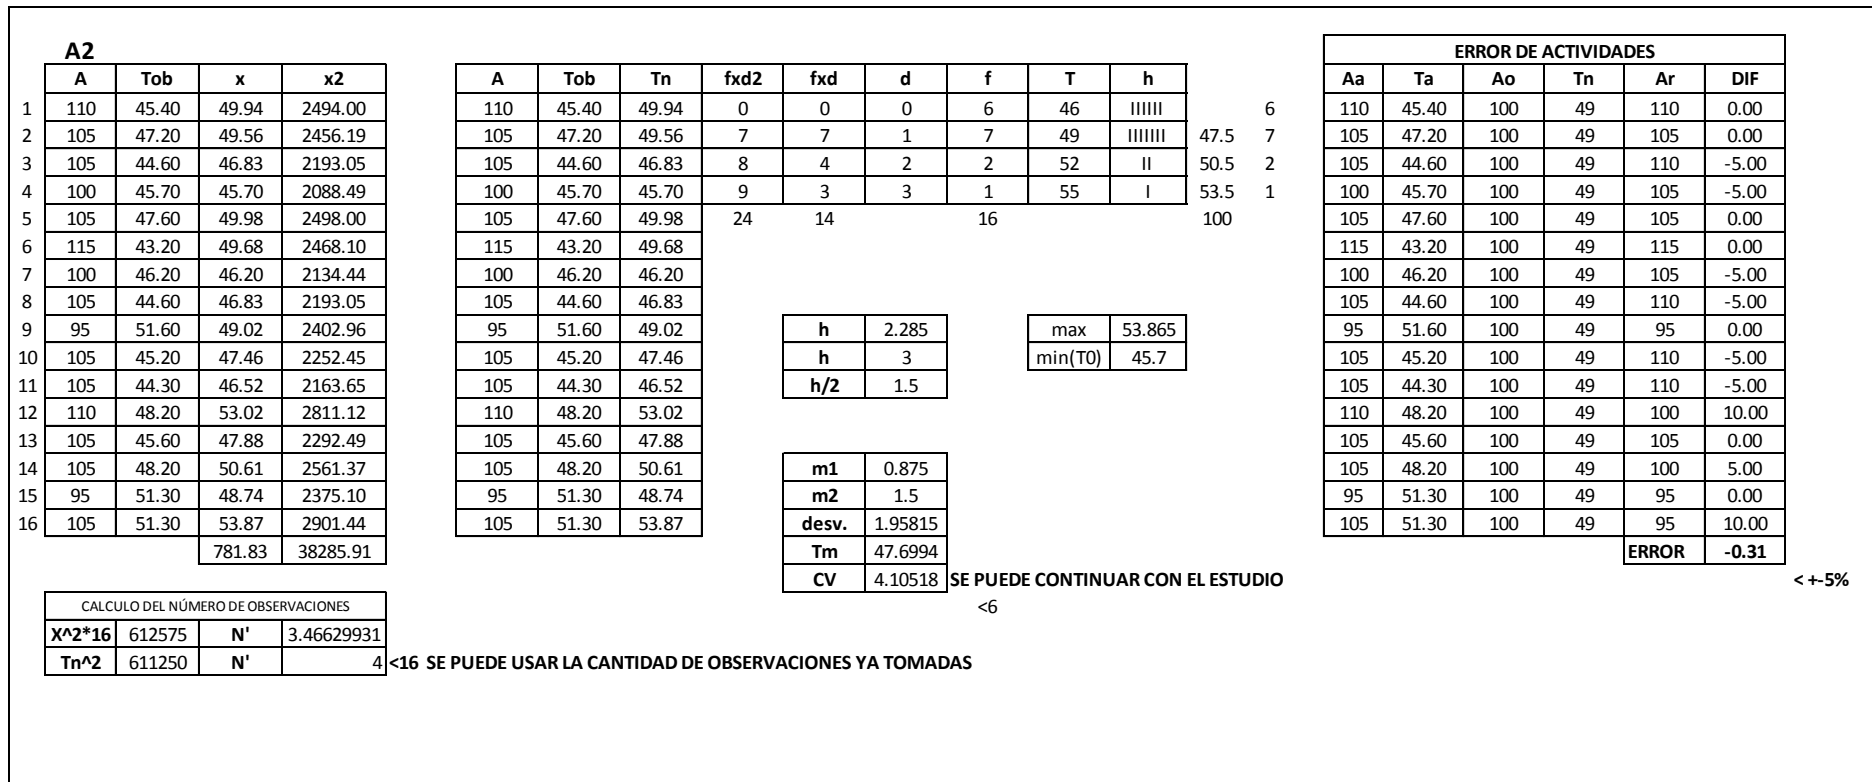 A2
ERROR DE ACTIVIDADES
A Tob x x2 A Tob Tn fxd2 fxd d f T h Aa Ta Ao Tn Ar DIF
1 110 45.40 49.94 2494.00 110 45.40 49.94 0 0 0 6 46 IIIIII 6 110 45.40 100 49 110 0.00
2 105 47.20 49.56 2456.19 105 47.20 49.56 7 7 1 7 49 IIIIIII 47.5 7 105 47.20 100 49 105 0.00
3 105 44.60 46.83 2193.05 105 44.60 46.83 8 4 2 2 52 II 50.5 2 105 44.60 100 49 110 -5.00
4 100 45.70 45.70 2088.49 100 45.70 45.70 9 3 3 1 55 I 53.5 1 100 45.70 100 49 105 -5.00
5 105 47.60 49.98 2498.00 105 47.60 49.98 24 14 16 100 105 47.60 100 49 105 0.00
6 115 43.20 49.68 2468.10 115 43.20 49.68 115 43.20 100 49 115 0.00
7 100 46.20 46.20 2134.44 100 46.20 46.20 100 46.20 100 49 105 -5.00
8 105 44.60 46.83 2193.05 105 44.60 46.83 105 44.60 100 49 110 -5.00
9 95 51.60 49.02 2402.96 95 51.60 49.02 h 2.285 max 53.865 95 51.60 100 49 95 0.00
10 105 45.20 47.46 2252.45 105 45.20 47.46 h 3 min(T0) 45.7 105 45.20 100 49 110 -5.00
11 105 44.30 46.52 2163.65 105 44.30 46.52 h/2 1.5 105 44.30 100 49 110 -5.00
12 110 48.20 53.02 2811.12 110 48.20 53.02 110 48.20 100 49 100 10.00
13 105 45.60 47.88 2292.49 105 45.60 47.88 105 45.60 100 49 105 0.00
14 105 48.20 50.61 2561.37 105 48.20 50.61 m1 0.875 105 48.20 100 49 100 5.00
15 95 51.30 48.74 2375.10 95 51.30 48.74 m2 1.5 95 51.30 100 49 95 0.00
16 105 51.30 53.87 2901.44 105 51.30 53.87 desv. 1.95815 105 51.30 100 49 95 10.00
781.83 38285.91 Tm 47.6994 ERROR -0.31
CV 4.10518 SE PUEDE CONTINUAR CON EL ESTUDIO < +-5%
CALCULO DEL NÚMERO DE OBSERVACIONES <6
X^2*16 612575 N' 3.46629931
Tn^2 611250 N' 4 <16 SE PUEDE USAR LA CANTIDAD DE OBSERVACIONES YA TOMADAS